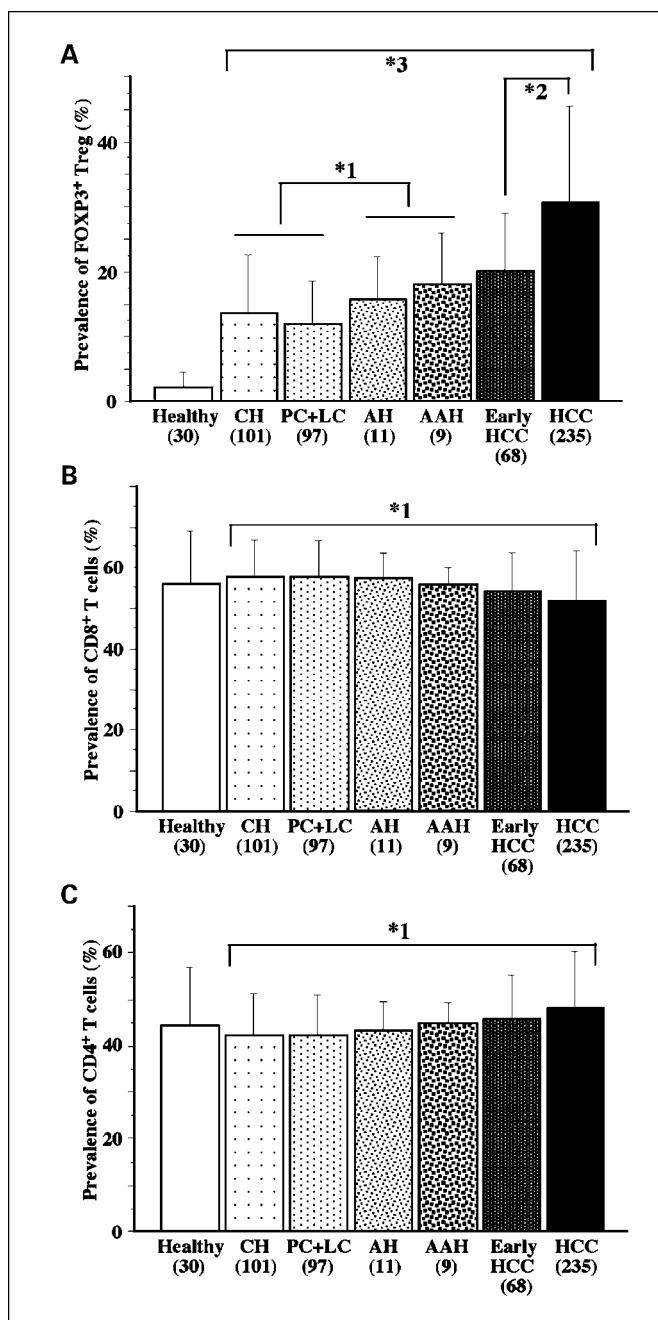 A
*3
*2
*1
Prevalence of FOXP3+ Treg (%)
40
20
0
Healthy CH PC+LC AH AAH Early HCC
(30) (101) (97) (11) (9) HCC (235)
(68)
B
*1
Prevalence of CD8+ T cells (%)
60
40
20
0
Healthy CH PC+LC AH AAH Early HCC
(30) (101) (97) (11) (9) HCC (235)
(68)
C
*1
Prevalence of CD4+ T cells (%)
60
40
20
0
Healthy CH PC+LC AH AAH Early HCC
(30) (101) (97) (11) (9) HCC (235)
(68)